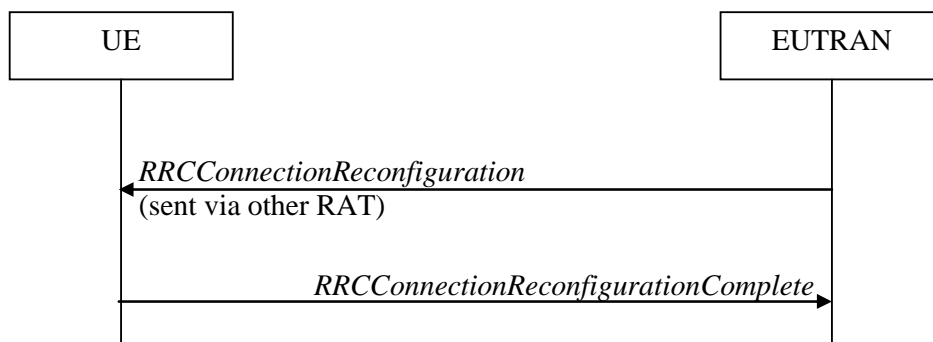 UE
EUTRAN
RRCConnectionReconfiguration
(sent via other RAT)
RRCConnectionReconfigurationComplete